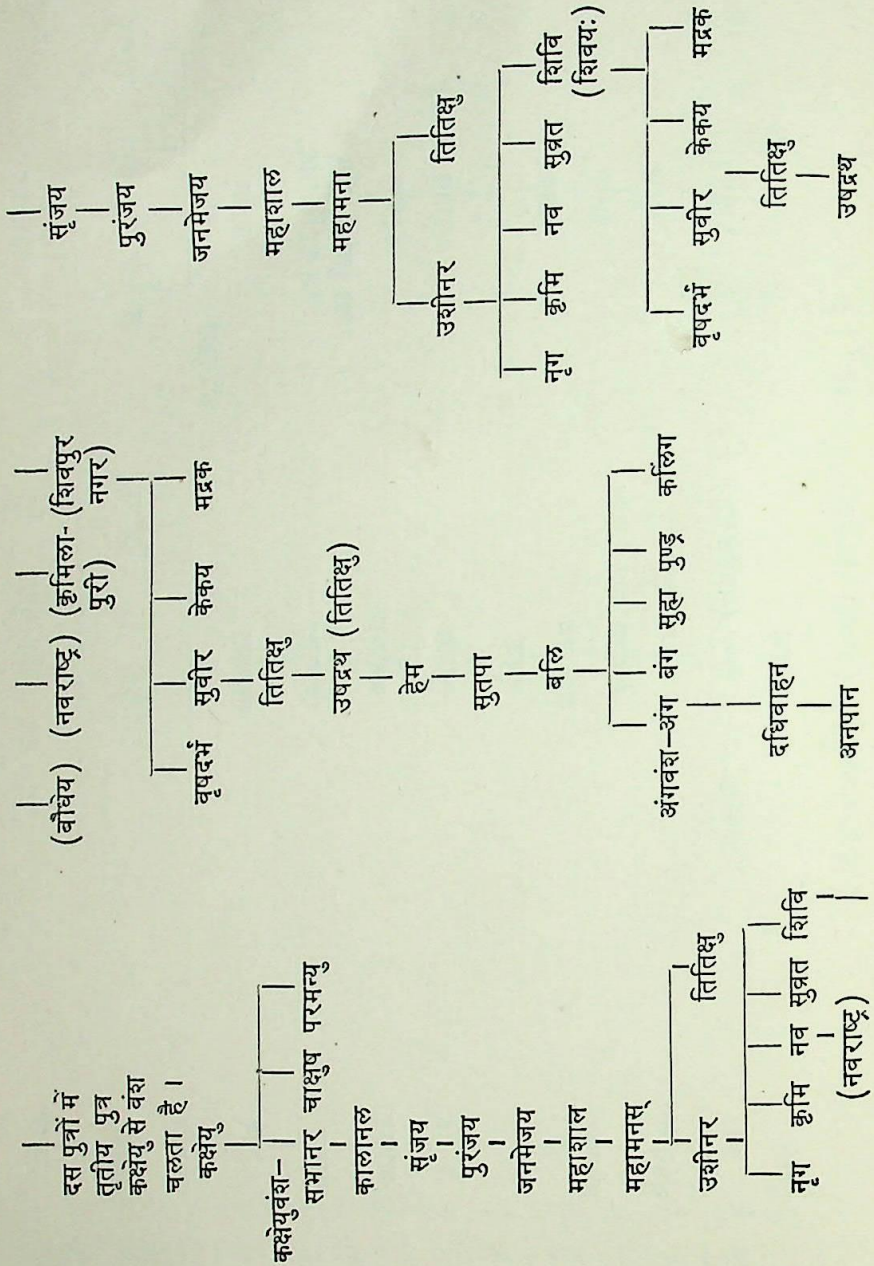 दस पुत्रों में
तृतीय पुत्र
कक्षेयु से वंश
चलता है ।
कक्षेयु
कक्षेयुवंश–
सभानर चाक्षुष परमन्यु
कालानल
सृंजय
पुरंजय
जनमेजय
महाशाल
महामनस्
उशीनर तितिक्षु
नृग कृमि नव सुव्रत शिवि
(नवराष्ट्र)
(यौधेय) (नवराष्ट्र) (कृमिला- (शिवपुर
पुरी) नगर)
वृषदर्भ सुवीर केकय मद्रक
तितिक्षु
उषद्रथ (तितिक्षु)
हेम
सुतपा
बलि
अंगवंश–अंग बंग सुह्म पुण्ड्र कलिंग
दधिवाहन
अनपान
सृंजय
पुरंजय
जनमेजय
महाशाल
महामना
उशीनर तितिक्षु
नृग कृमि नव सुव्रत शिवि
(शिवयः)
वृषदर्भ सुवीर केकय मद्रक
तितिक्षु
उषद्रथ